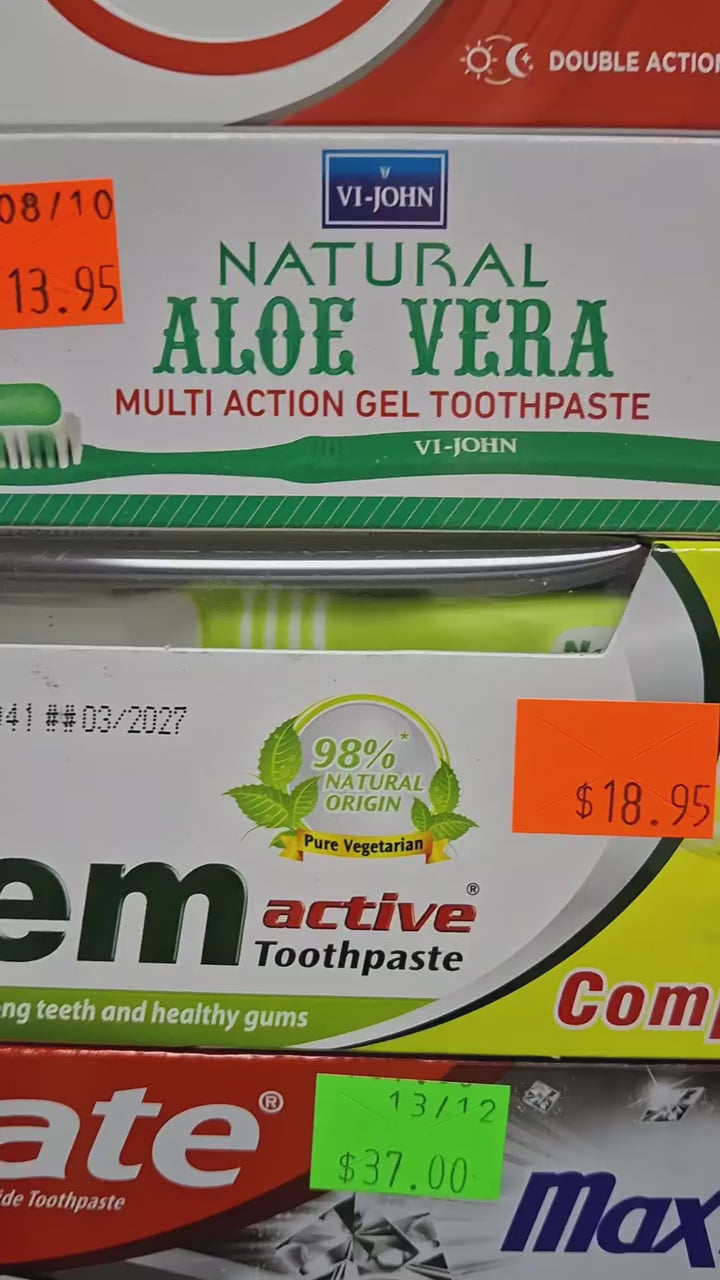 DOUBLE ACTION
08/10
13.95
VI-JOHN
NATURAL
ALOE VERA
MULTI ACTION GEL TOOTHPASTE
VI-JOHN
041 ##03/2027
98%*
NATURAL
ORIGIN
Pure Vegetarian
$18.95
em active®
Toothpaste
ng teeth and healthy gums
Com
13/12
$37.00
ate®
ide Toothpaste
Max